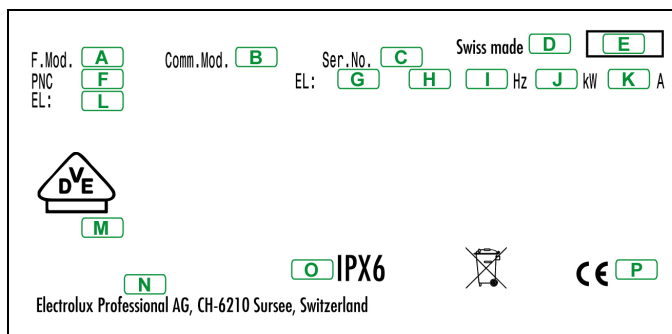 Swiss made D E
F.Mod. A Comm.Mod. B Ser.No. C
PNC F EL: G H I Hz J kW K A
EL: L
DVE
M
O IPX6 CE P
N
Electrolux Professional AG, CH-6210 Sursee, Switzerland